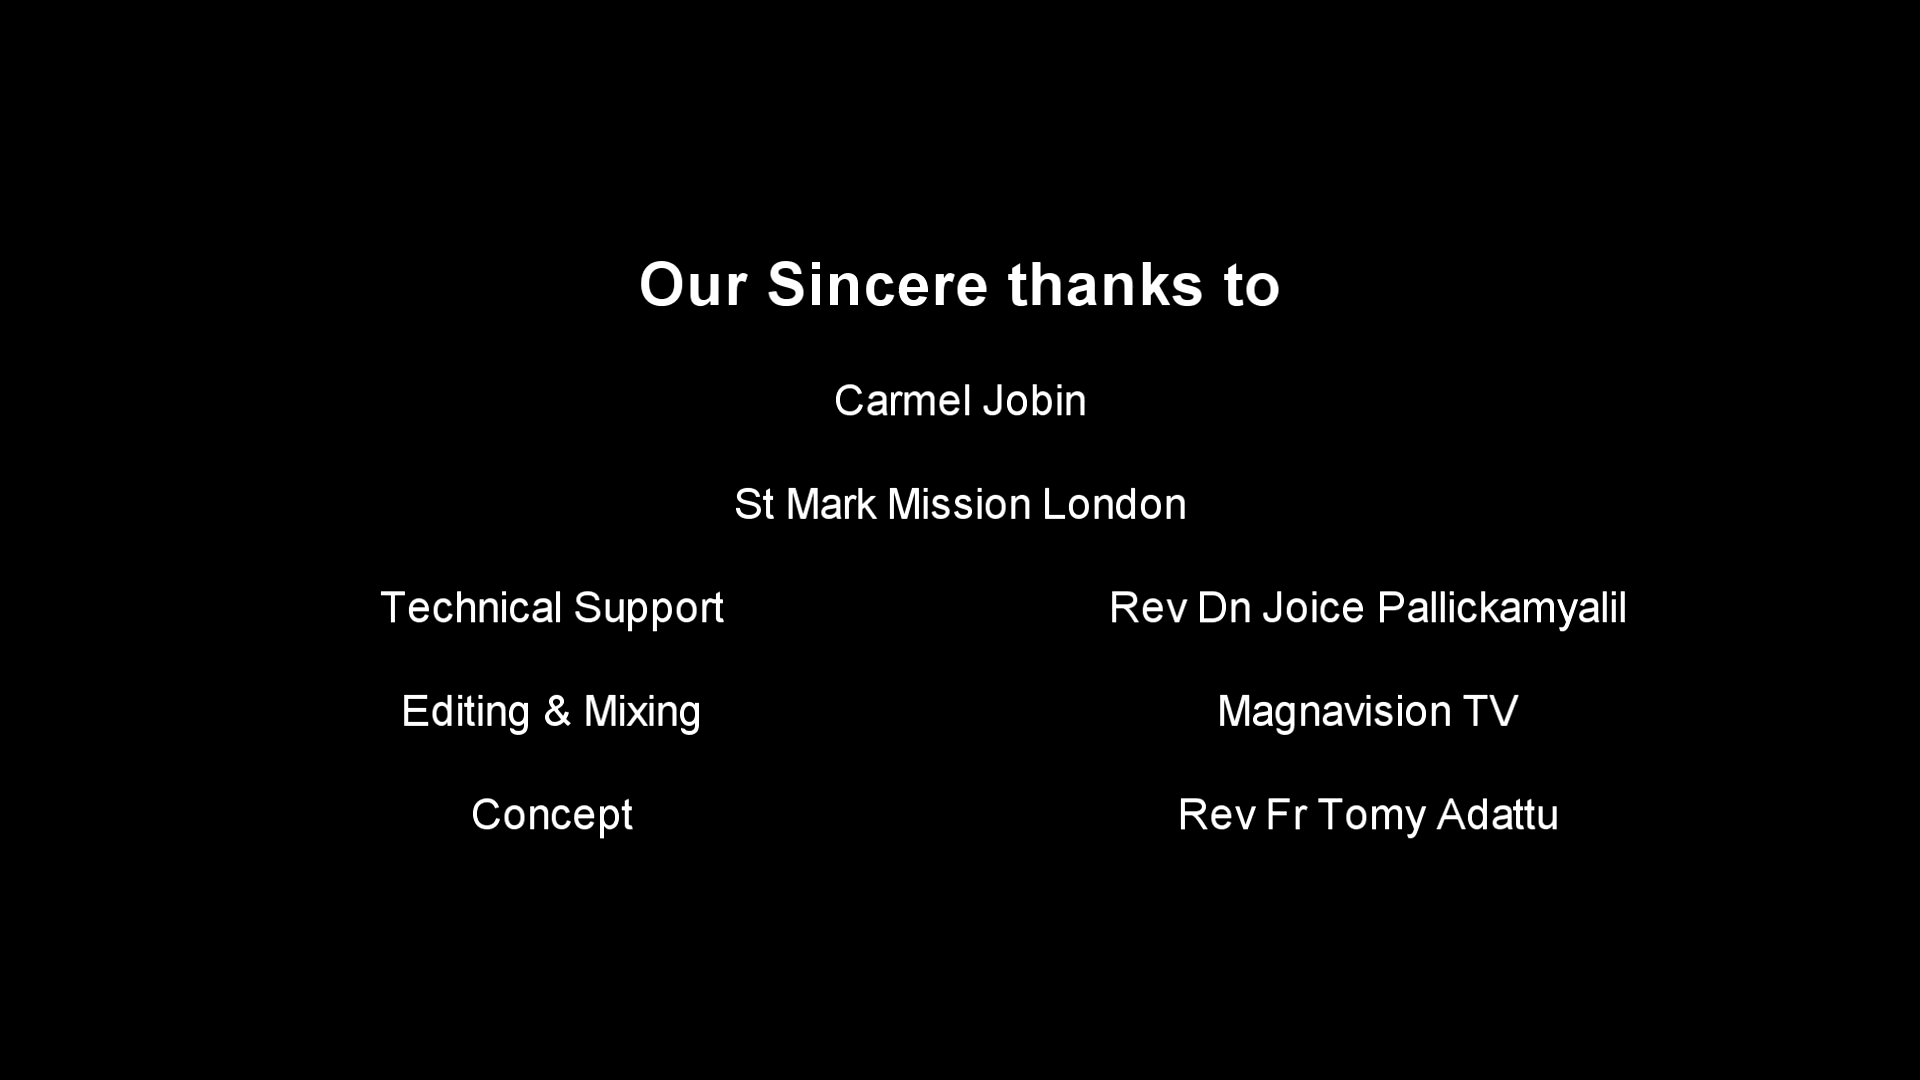 Our Sincere thanks to
Carmel Jobin
St Mark Mission London
Technical Support Rev Dn Joice Pallickamyalil
Editing & Mixing Magnavision TV
Concept Rev Fr Tomy Adattu